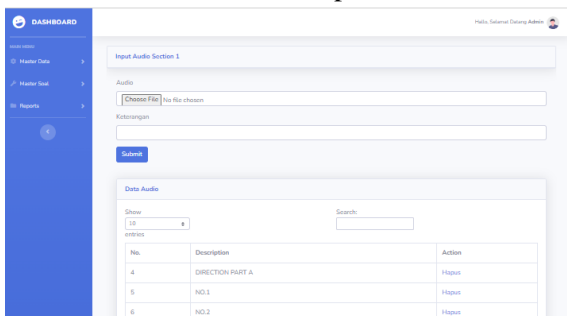 DASHBOARD
Hallo, Selamat Datang Admin
Master Data
Master Soal
Reports
Input Audio Section 1
Audio
Choose File No file chosen
Keterangan
Submit
Data Audio
Show
10
entries
Search:
No. Description Action
4 DIRECTION PART A Hapus
5 NO.1 Hapus
6 NO.2 Hapus